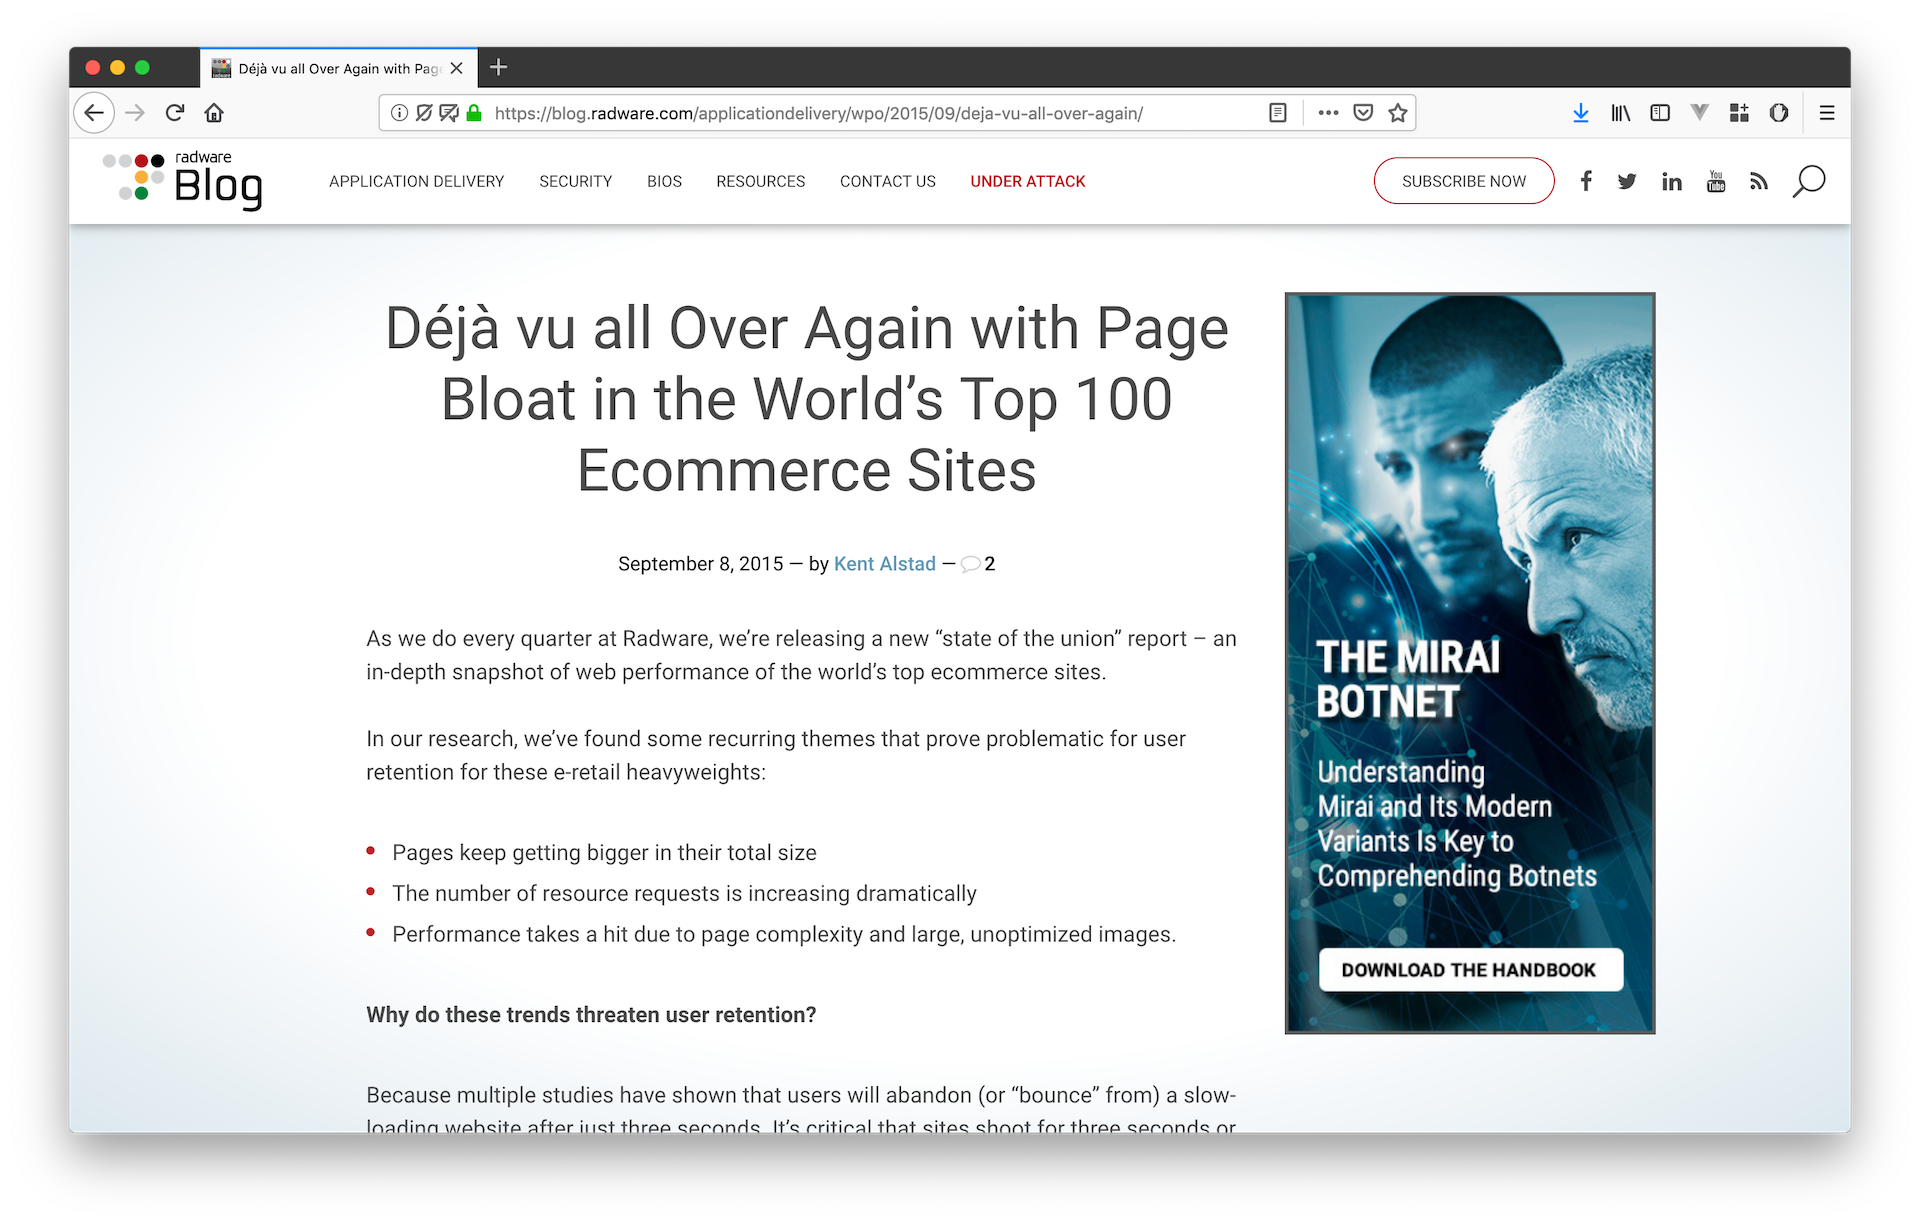 Déjà vu all Over Again with Pag
https://blog.radware.com/applicationdelivery/wpo/2015/09/deja-vu-all-over-again/
radware
Blog
APPLICATION DELIVERY
SECURITY
BIOS
RESOURCES
CONTACT US
UNDER ATTACK
SUBSCRIBE NOW
You
Tube
Déjà vu all Over Again with Page
Bloat in the World’s Top 100
Ecommerce Sites
September 8, 2015 — by Kent Alstad — 2
As we do every quarter at Radware, we’re releasing a new “state of the union” report – an
in-depth snapshot of web performance of the world’s top ecommerce sites.
In our research, we’ve found some recurring themes that prove problematic for user
retention for these e-retail heavyweights:
• Pages keep getting bigger in their total size
• The number of resource requests is increasing dramatically
• Performance takes a hit due to page complexity and large, unoptimized images.
Why do these trends threaten user retention?
Because multiple studies have shown that users will abandon (or “bounce” from) a slow-
loading website after just three seconds. It’s critical that sites shoot for three seconds or
THE MIRAI
BOTNET
Understanding
Mirai and Its Modern
Variants Is Key to
Comprehending Botnets
DOWNLOAD THE HANDBOOK